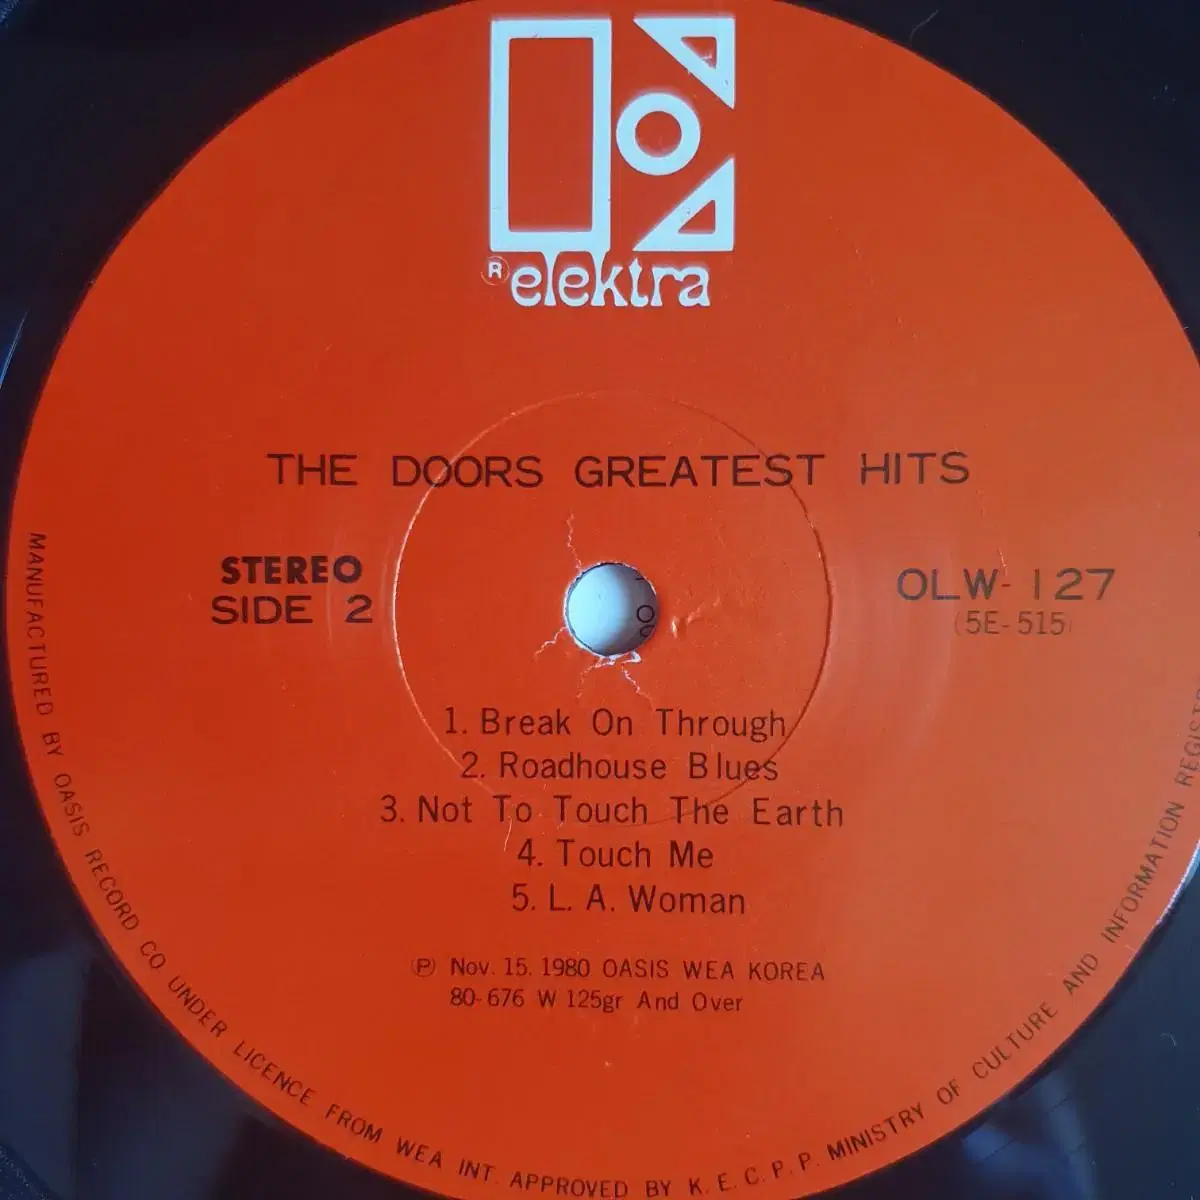 ® elektra
THE DOORS GREATEST HITS
STEREO
SIDE 2
OLW-127
(5E-515)
1. Break On Through
2. Roadhouse Blues
3. Not To Touch The Earth
4. Touch Me
5. L. A. Woman
℗ Nov. 15. 1980 OASIS WEA KOREA
80-676 W 125gr And Over
MANUFACTURED BY OASIS RECORD CO. UNDER LICENCE FROM WEA INT. APPROVED BY K. E. C. P. P. MINISTRY OF CULTURE AND INFORMATION